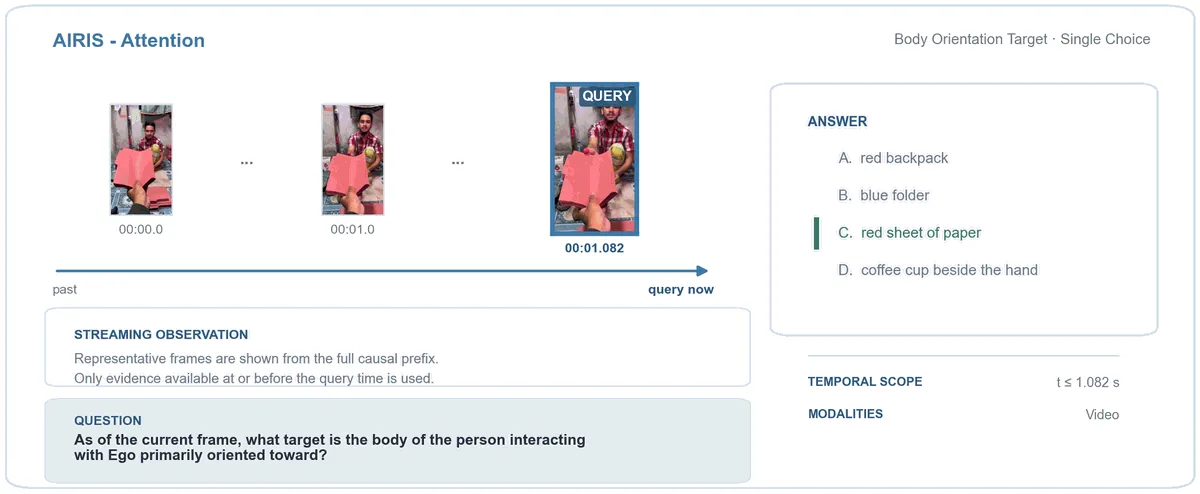 AIRIS - Attention
Body Orientation Target · Single Choice
QUERY
...
...
00:00.0
00:01.0
00:01.082
past
query now
STREAMING OBSERVATION
Representative frames are shown from the full causal prefix.
Only evidence available at or before the query time is used.
QUESTION
As of the current frame, what target is the body of the person interacting
with Ego primarily oriented toward?
ANSWER
A. red backpack
B. blue folder
C. red sheet of paper
D. coffee cup beside the hand
TEMPORAL SCOPE
t ≤ 1.082 s
MODALITIES
Video